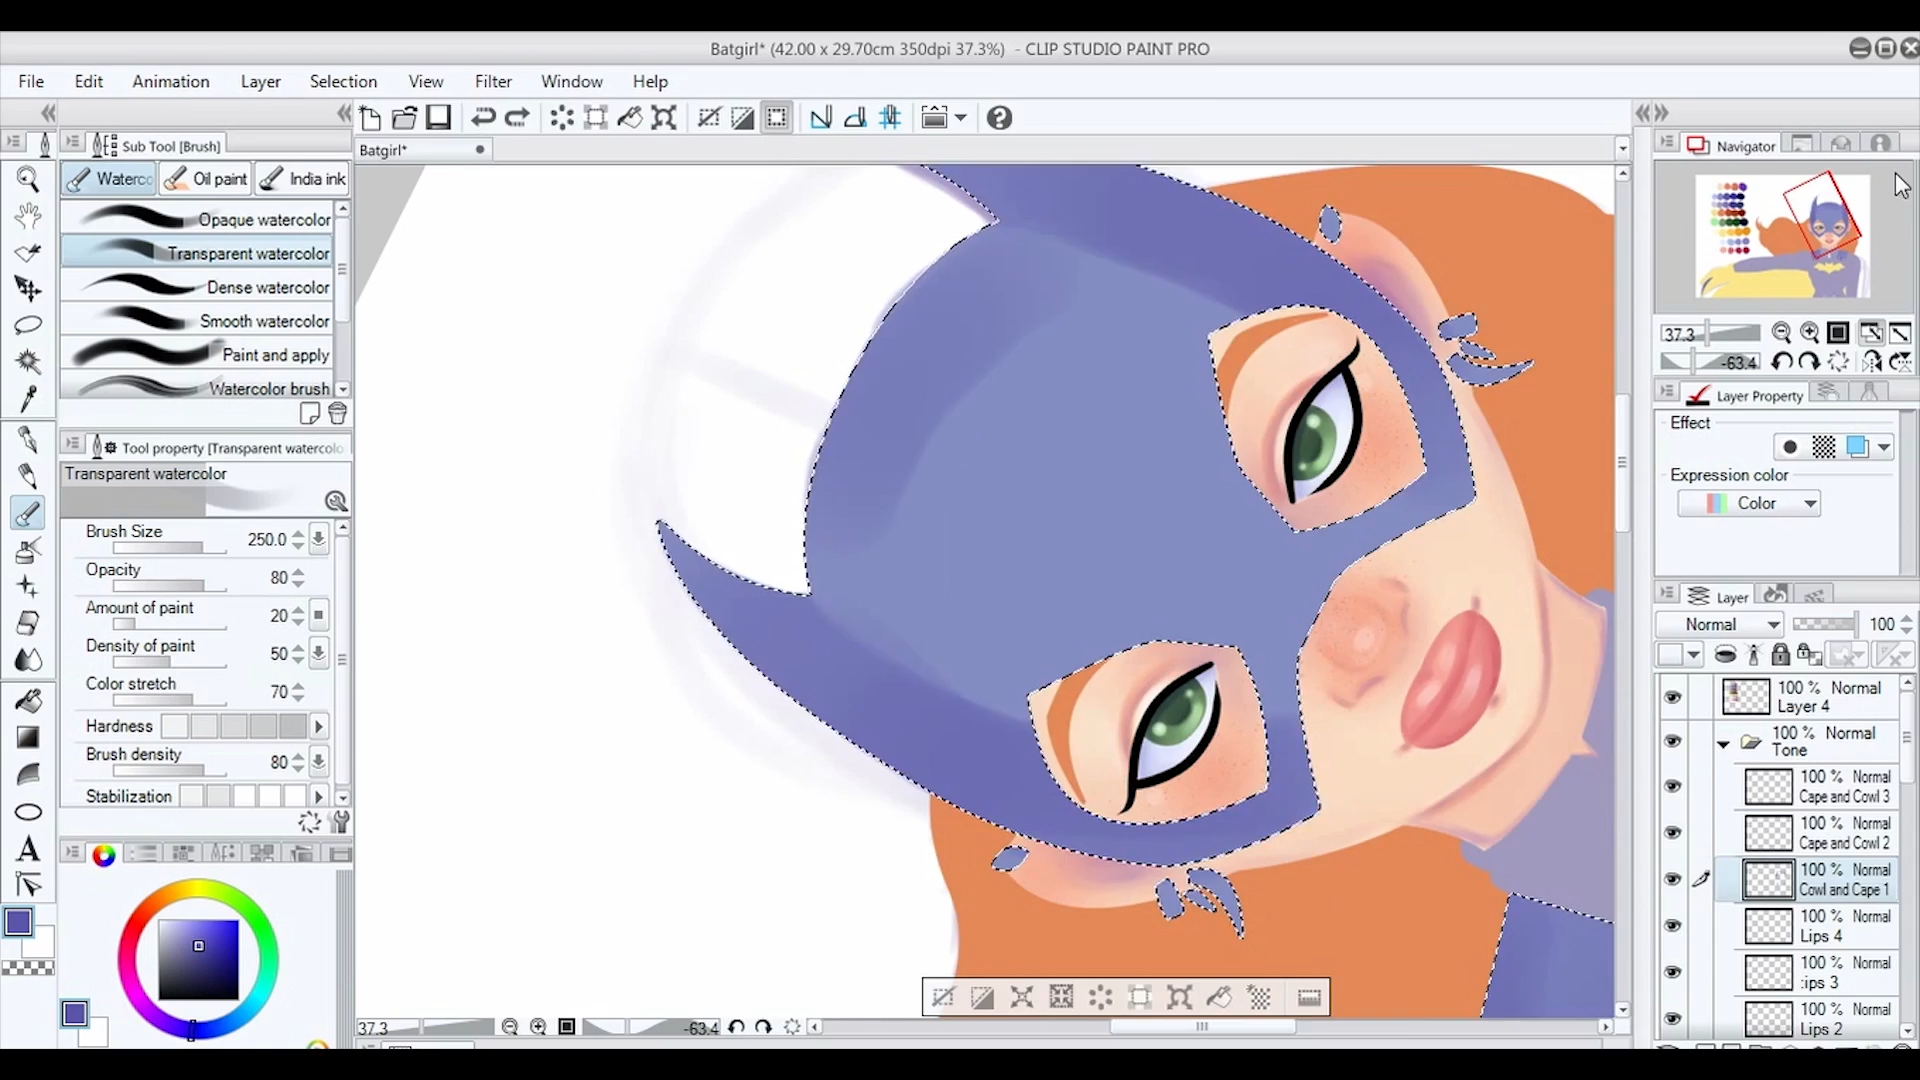 Batgirl* (42.00 x 29.70cm 350dpi 37.3%) - CLIP STUDIO PAINT PRO
File Edit Animation Layer Selection View Filter Window Help
Sub Tool [Brush]
Batgirl*
Navigator
Waterco Oil paint India ink
Opaque watercolor
Transparent watercolor
Dense watercolor
Smooth watercolor
Paint and apply
Watercolor brush
Tool property [Transparent watercolo
Transparent watercolor
Brush Size 250.0
Opacity 80
Amount of paint 20
Density of paint 50
Color stretch 70
Hardness
Brush density 80
Stabilization
A
37.3
-63.4
37.3
-63.4
Layer Property
Effect
Expression color
Color
Layer
Normal 100
100 % Normal
Layer 4
100 % Normal
Tone
100 % Normal
Cape and Cowl 3
100 % Normal
Cape and Cowl 2
100 % Normal
Cowl and Cape 1
100 % Normal
Lips 4
100 % Normal
:ips 3
100 % Normal
Lips 2